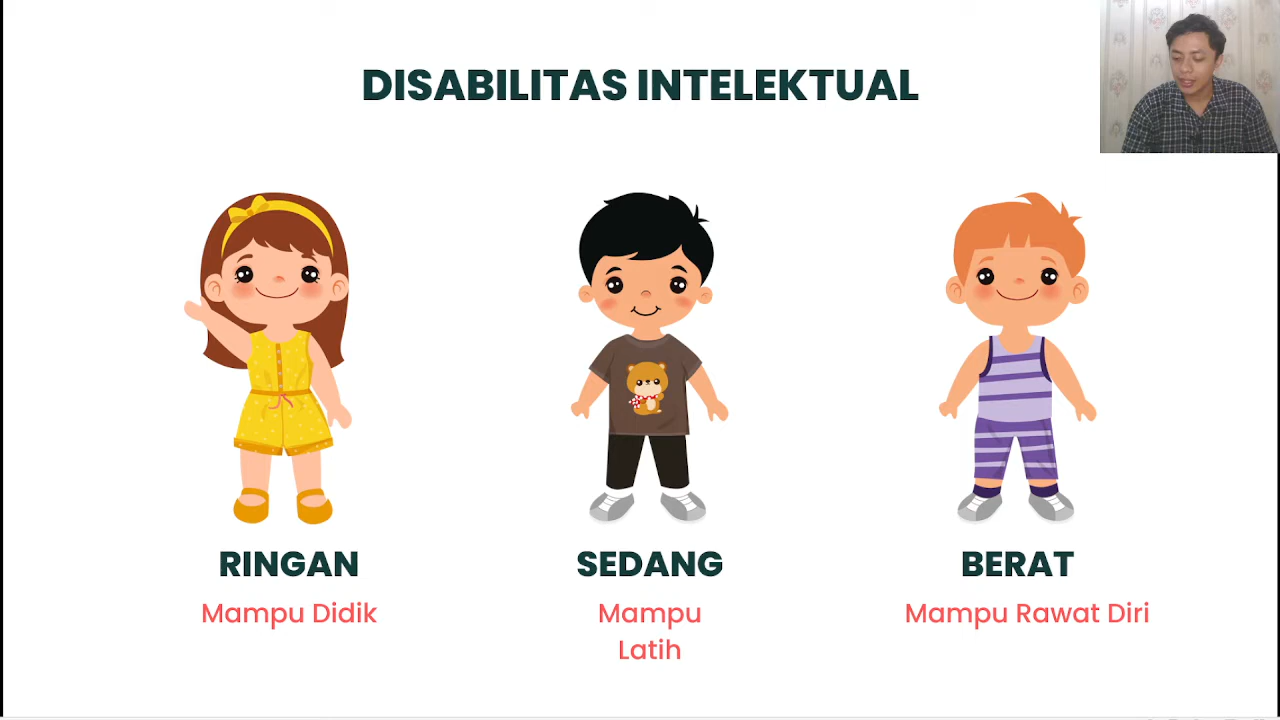 DISABILITAS INTELEKTUAL
RINGAN
Mampu Didik
SEDANG
Mampu
Latih
BERAT
Mampu Rawat Diri